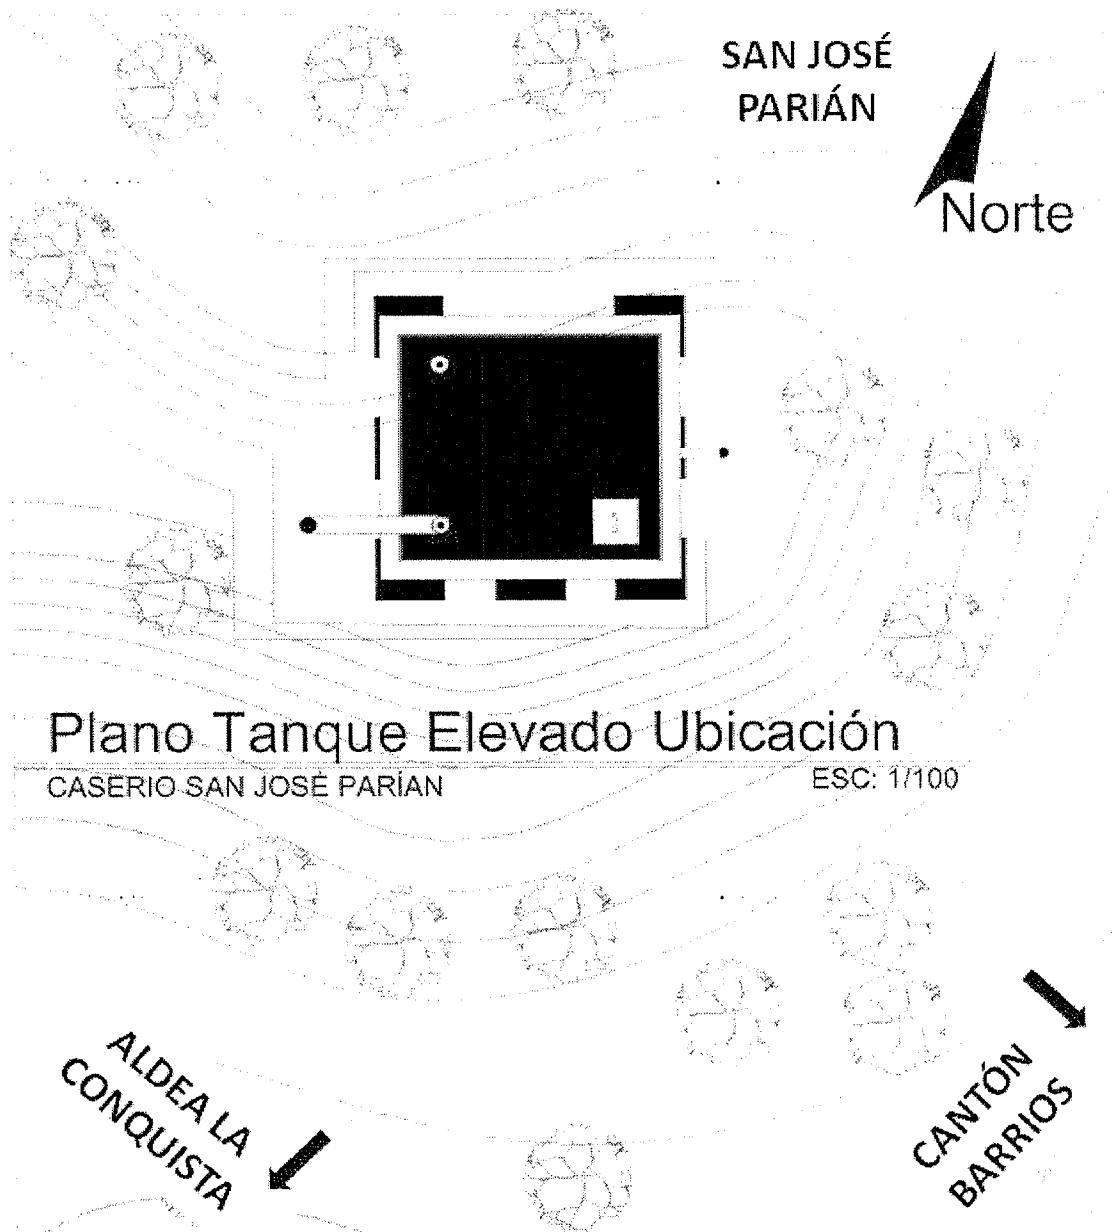 SAN JOSÉ
PARIÁN
Norte
Plano Tanque Elevado Ubicación
CASERIO SAN JOSÉ PARÍAN
ESC: 1/100
ALDEA LA
CONQUISTA
CANTÓN
BARRIOS